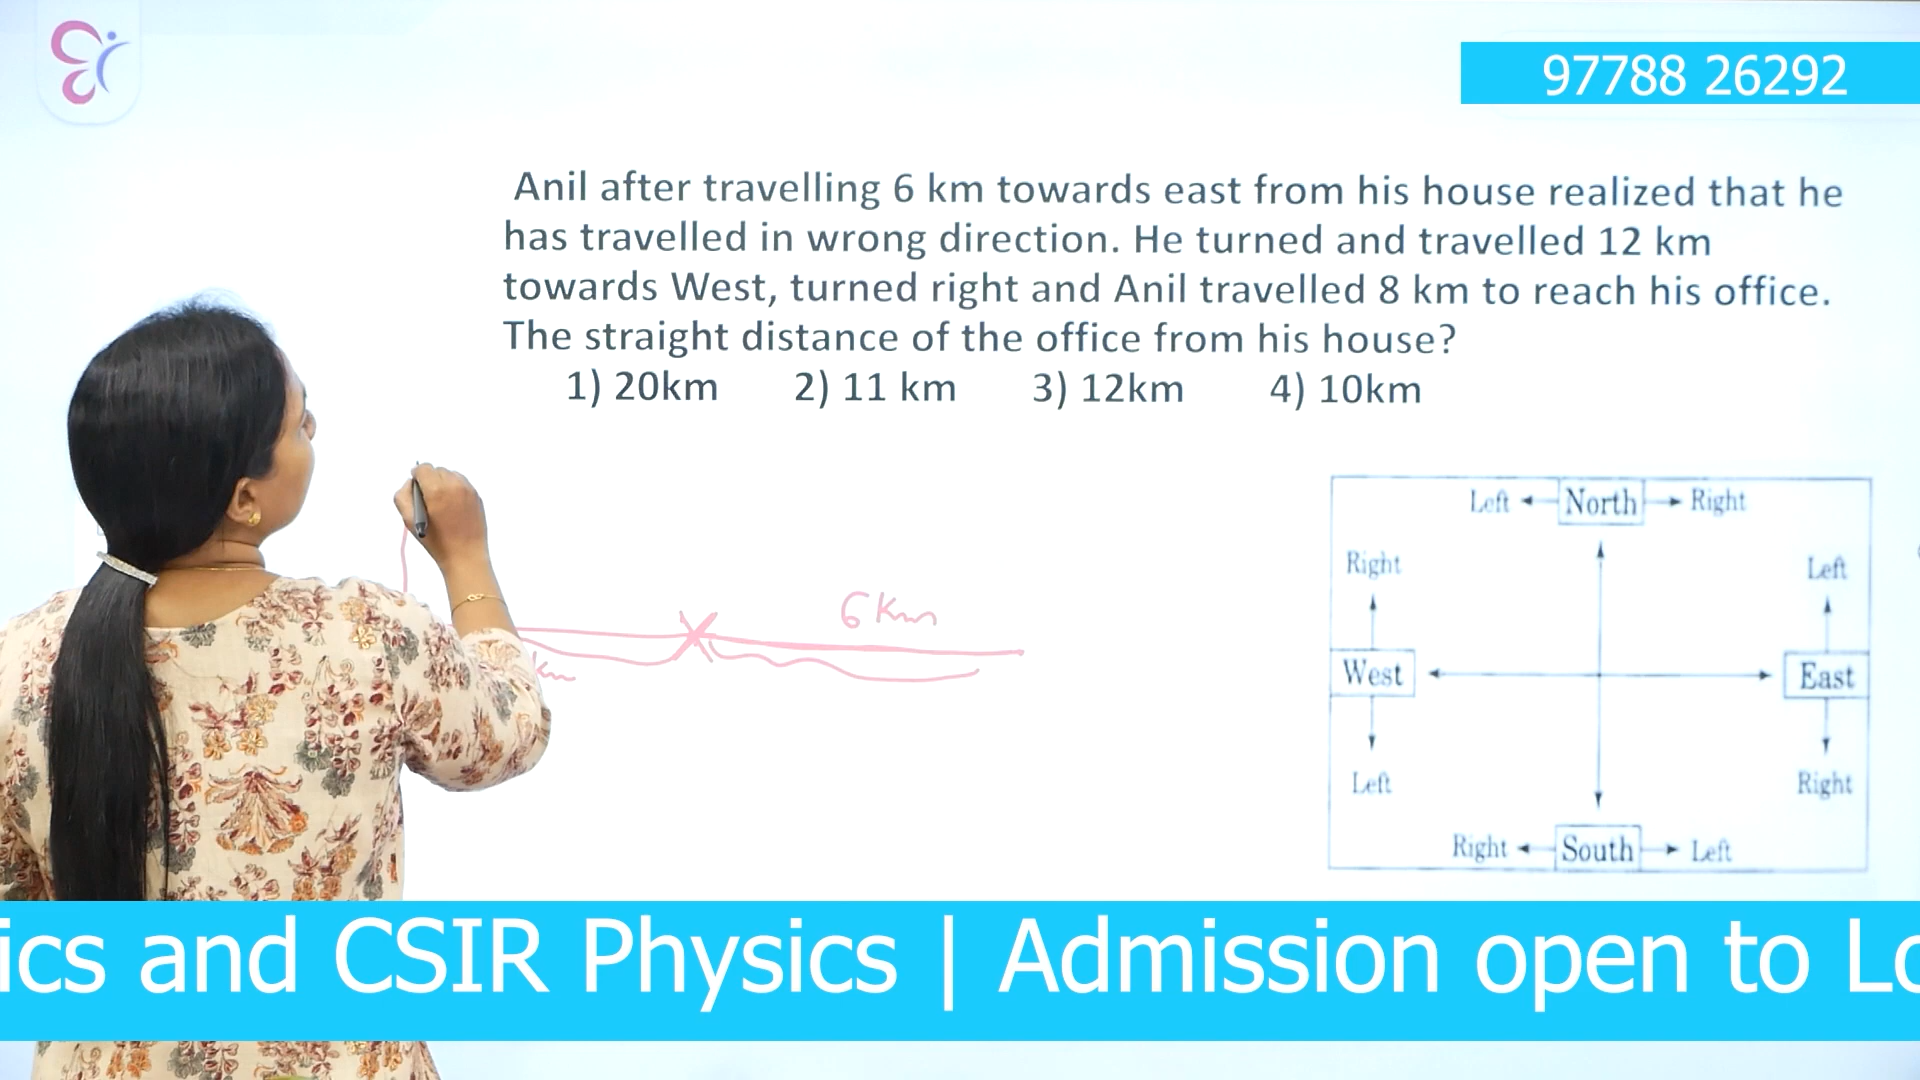 97788 26292
Anil after travelling 6 km towards east from his house realized that he
has travelled in wrong direction. He turned and travelled 12 km
towards West, turned right and Anil travelled 8 km to reach his office.
The straight distance of the office from his house?
1) 20km 2) 11 km 3) 12km 4) 10km
Left North Right
Right Left
6 Km
km
West East
Left Right
Right South Left
ics and CSIR Physics | Admission open to Lo